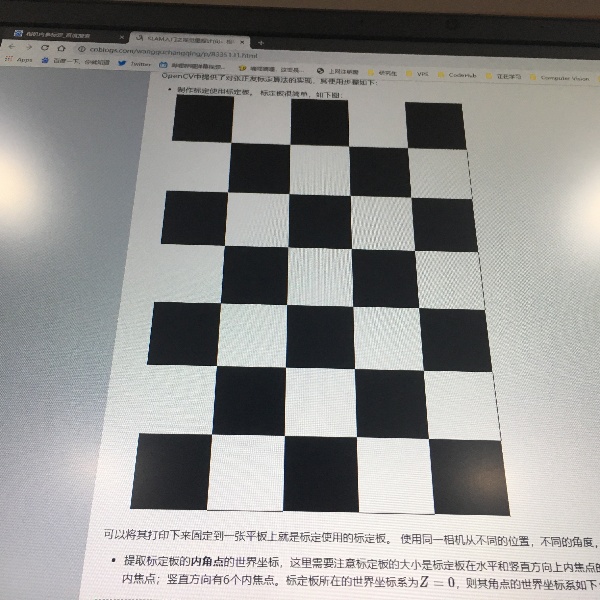 cnblogs.com/wangguchangqing/p/8335131.html
Apps 百度一下，你就知道 Twitter 上网注销 研究生 VPS CodeHub 正在学习 Computer Vision
OpenCV中提供了对张正友标定算法的实现，其使用步骤如下：
• 制作标定使用标定板。 标定板很简单，如下图：
可以将其打印下来固定到一张平板上就是标定使用的标定板。 使用同一相机从不同的位置，不同的角度，
• 提取标定板的内角点的世界坐标，这里需要注意标定板的大小是标定板在水平和竖直方向上内焦点的
内焦点；竖直方向有6个内焦点。标定板所在的世界坐标系为Z = 0，则其角点的世界坐标系如下